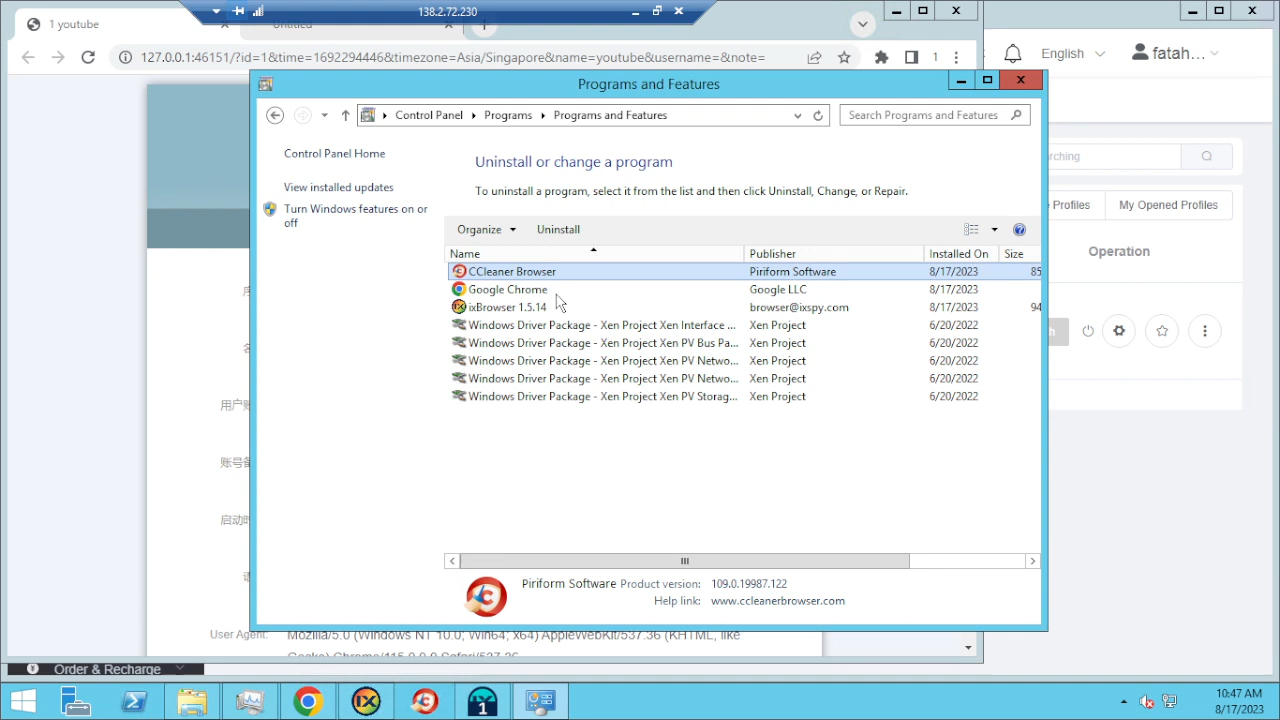 138.2.72.230
1 youtube
Untitled
127.0.0.1:46151/?id=1&time=1692294446&timezone=Asia/Singapore&name=youtube&username=&note=
1
English
fatah...
Programs and Features
Control Panel
Programs
Programs and Features
Search Programs and Features
Control Panel Home
View installed updates
Turn Windows features on or
off
Uninstall or change a program
To uninstall a program, select it from the list and then click Uninstall, Change, or Repair.
Organize
Uninstall
Name
Publisher
Installed On
Size
CCleaner Browser
Piriform Software
8/17/2023
85
Google Chrome
Google LLC
8/17/2023
ixBrowser 1.5.14
browser@ixspy.com
8/17/2023
94
Windows Driver Package - Xen Project Xen Interface ...
Xen Project
6/20/2022
Windows Driver Package - Xen Project Xen PV Bus Pa...
Xen Project
6/20/2022
Windows Driver Package - Xen Project Xen PV Netwo...
Xen Project
6/20/2022
Windows Driver Package - Xen Project Xen PV Netwo...
Xen Project
6/20/2022
Windows Driver Package - Xen Project Xen PV Storag...
Xen Project
6/20/2022
Piriform Software
Product version: 109.0.19987.122
Help link: www.ccleanerbrowser.com
Profiles
My Opened Profiles
Operation
用户
账号
启动
User Agent:
Mozilla/5.0 (Windows NT 10.0; Win64; x64) AppleWebKit/537.36 (KHTML, like
Order & Recharge
10:47 AM
8/17/2023